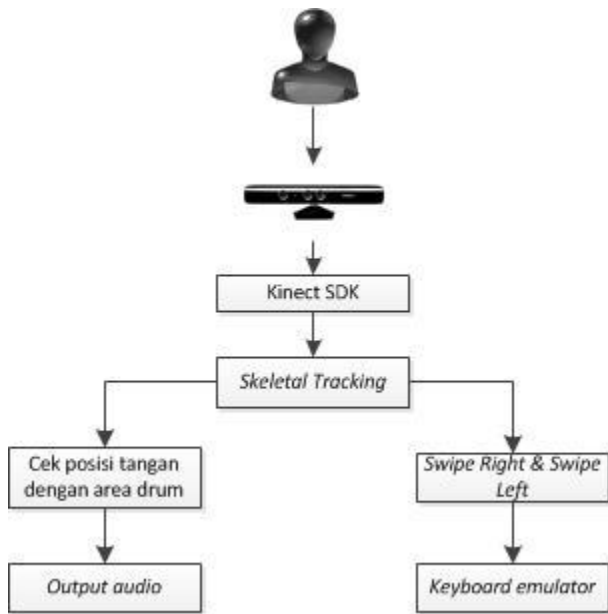 Kinect SDK
Skeletal Tracking
Cek posisi tangan
dengan area drum
Swipe Right & Swipe
Left
Output audio
Keyboard emulator